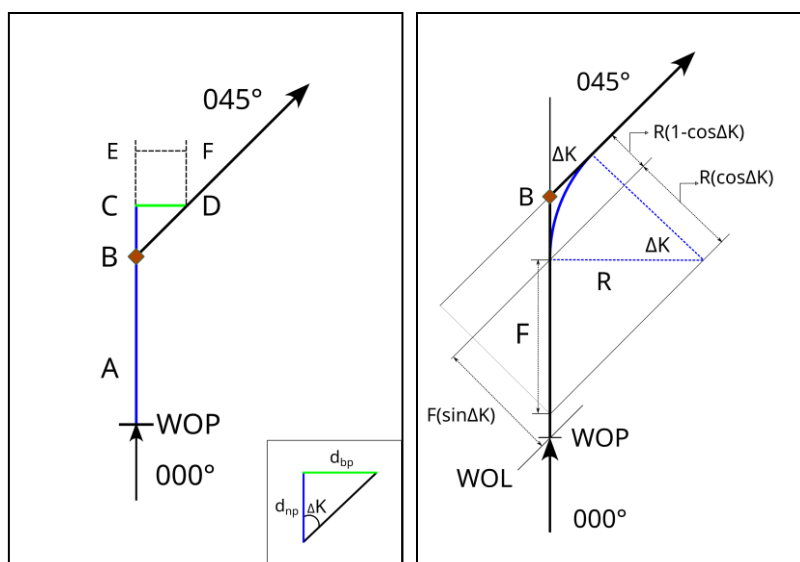 045°
E F
C D
B
A
WOP
000°
dbp
dnp ΔK
045°
R(1-cosΔK)
ΔK
R(cosΔK)
B
ΔK
R
F
F(sinΔK)
WOP
WOL
000°